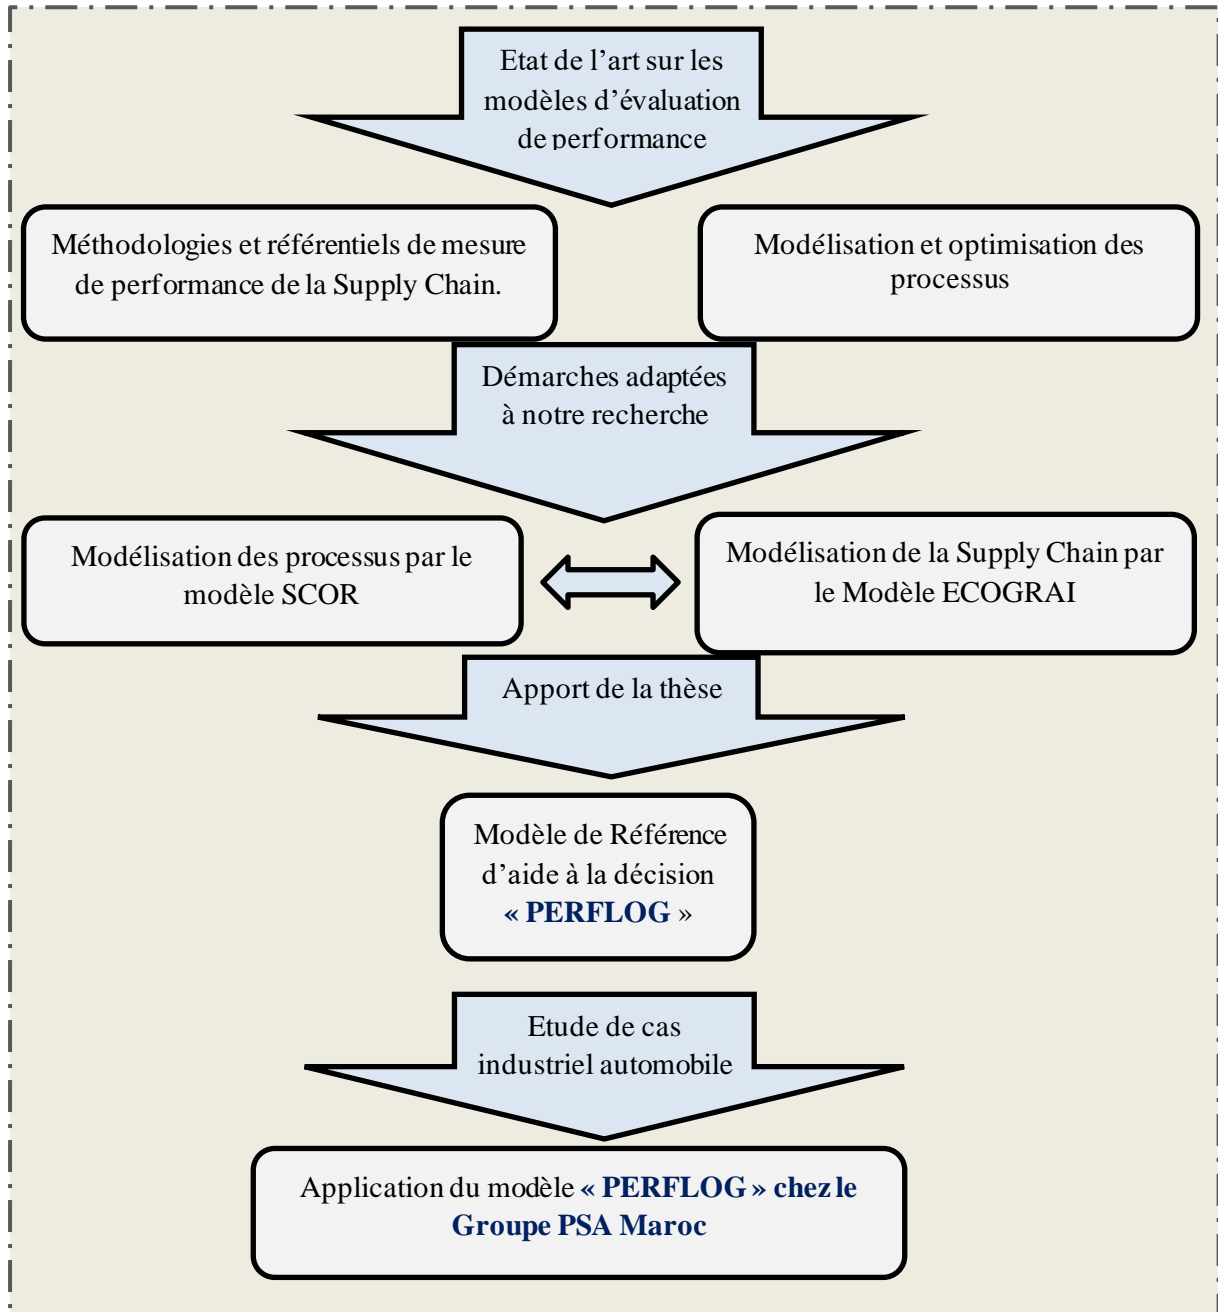 Etat de l’art sur les
modèles d’évaluation
de performance
Méthodologies et référentiels de mesure
de performance de la Supply Chain.
Modélisation et optimisation des
processus
Démarches adaptées
à notre recherche
Modélisation des processus par le
modèle SCOR
Modélisation de la Supply Chain par
le Modèle ECOGRAI
Apport de la thèse
Modèle de Référence
d’aide à la décision
« PERFLOG »
Etude de cas
industriel automobile
Application du modèle « PERFLOG » chez le
Groupe PSA Maroc